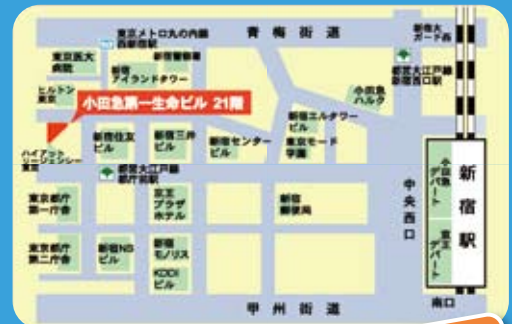 東京メトロ丸の内線
西新宿駅
青梅街道
新宿大
ガード西
東京医大
病院
新宿警察署
新宿
アイランドタワー
都営大江戸線
新宿西口駅
ヒルトン
東京
小田急
ハルク
小田急第一生命ビル 21階
新宿エルタワー
ビル
ハイアット
リージェンシー
東京
新宿住友
ビル
新宿三井
ビル
新宿センター
ビル
東京モード
学園
都営大江戸線
都庁前駅
小田急
デパート
新宿駅
京王
デパート
中央西口
東京都庁
第一庁舎
京王
プラザ
ホテル
新宿
郵便局
東京都庁
第二庁舎
新宿NS
ビル
新宿
モノリス
KDDI
ビル
南口
甲州街道